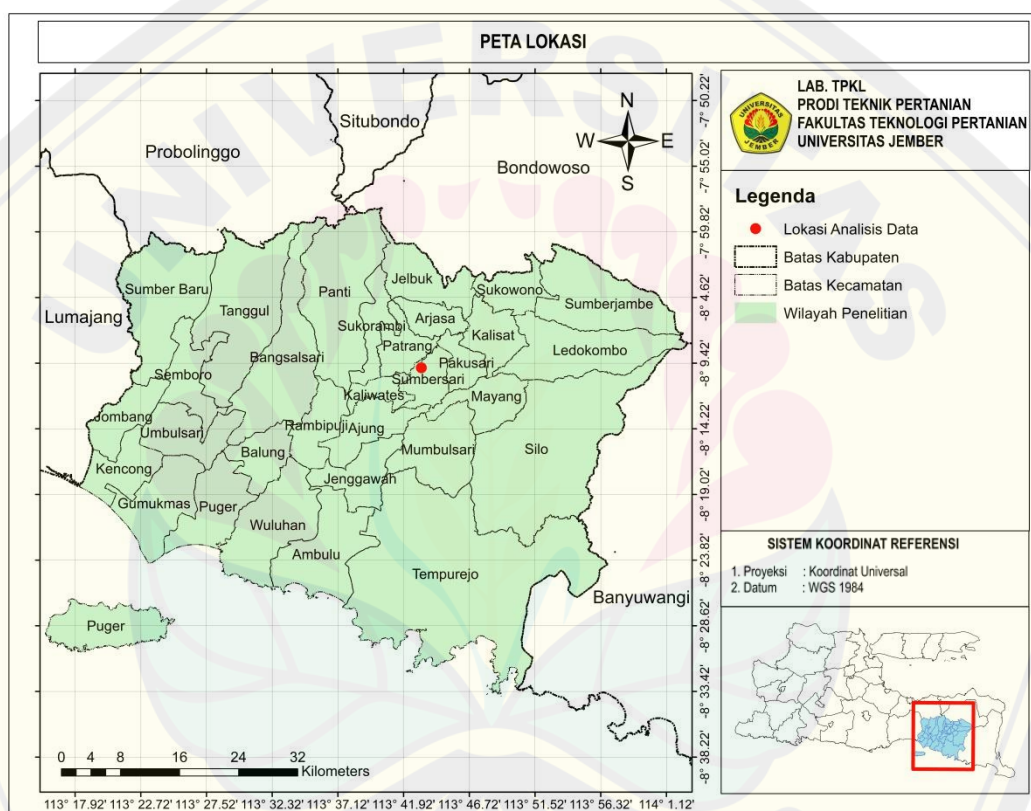 PETA LOKASI
LAB. TPKL
PRODI TEKNIK PERTANIAN
FAKULTAS TEKNOLOGI PERTANIAN
UNIVERSITAS JEMBER
UNIVERSITAS
JEMBER
Legenda
Lokasi Analisis Data
Batas Kabupaten
Batas Kecamatan
Wilayah Penelitian
SISTEM KOORDINAT REFERENSI
1. Proyeksi : Koordinat Universal
2. Datum : WGS 1984
N
W E
S
Situbondo
Probolinggo
Bondowoso
Lumajang
Banyuwangi
Sumber Baru
Tanggul
Panti
Jelbuk
Sukowono
Sumberjambe
Arjasa
Sukorambi
Patrang
Kalisat
Ledokombo
Bangsalsari
Pakusari
Semboro
Sumbersari
Kaliwates
Mayang
Jombang
Umbulsari
Rambipuji
Ajung
Mumbulsari
Silo
Kencong
Balung
Jenggawah
Gumukmas
Puger
Wuluhan
Ambulu
Tempurejo
Puger
0 4 8 16 24 32
Kilometers
-7° 50.22'
-7° 55.02'
-7° 59.82'
-8° 4.62'
-8° 9.42'
-8° 14.22'
-8° 19.02'
-8° 23.82'
-8° 28.62'
-8° 33.42'
-8° 38.22'
113° 17.92' 113° 22.72' 113° 27.52' 113° 32.32' 113° 37.12' 113° 41.92' 113° 46.72' 113° 51.52' 113° 56.32' 114° 1.12'
UNIVERSITAS